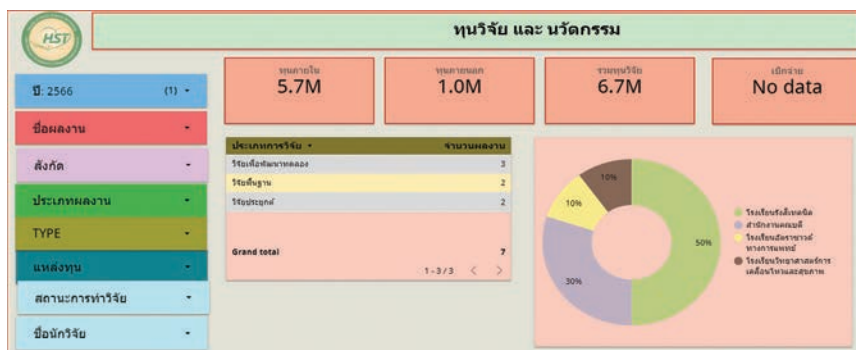 HST
ทุนวิจัย และ นวัตกรรม
ปี: 2566 (1)
ชื่อผลงาน
สังกัด
ประเภทผลงาน
TYPE
แหล่งทุน
สถานะการทำวิจัย
ชื่อนักวิจัย
ทุนภายใน
5.7M
ทุนภายนอก
1.0M
รวมทุนวิจัย
6.7M
เบิกจ่าย
No data
ประเภทการวิจัย จำนวนผลงาน
วิจัยเพื่อพัฒนาทดลอง 3
วิจัยพื้นฐาน 2
วิจัยประยุกต์ 2
Grand total 7
1 - 3 / 3 < >
10%
10%
50%
30%
โรงเรียนรังสีเทคนิค
สำนักงานคณบดี
โรงเรียนอัลตราซาวด์
ทางการแพทย์
โรงเรียนวิทยาศาสตร์การ
เคลื่อนไหวและสุขภาพ